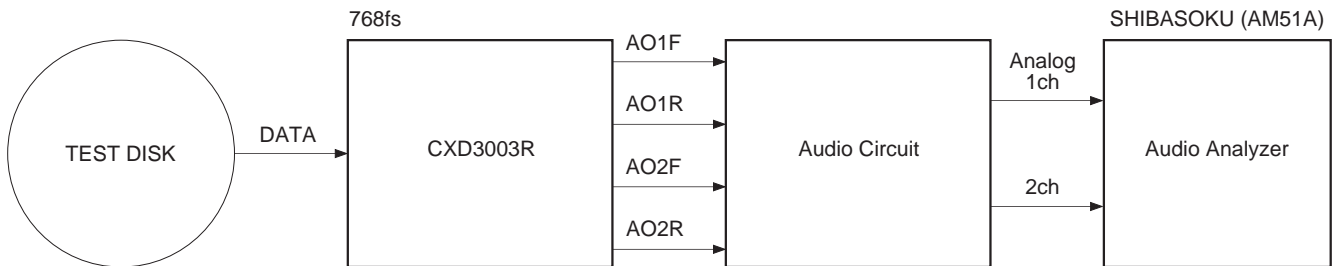 768fs
SHIBASOKU (AM51A)
TEST DISK
DATA
CXD3003R
AO1F
AO1R
AO2F
AO2R
Audio Circuit
Analog
1ch
2ch
Audio Analyzer